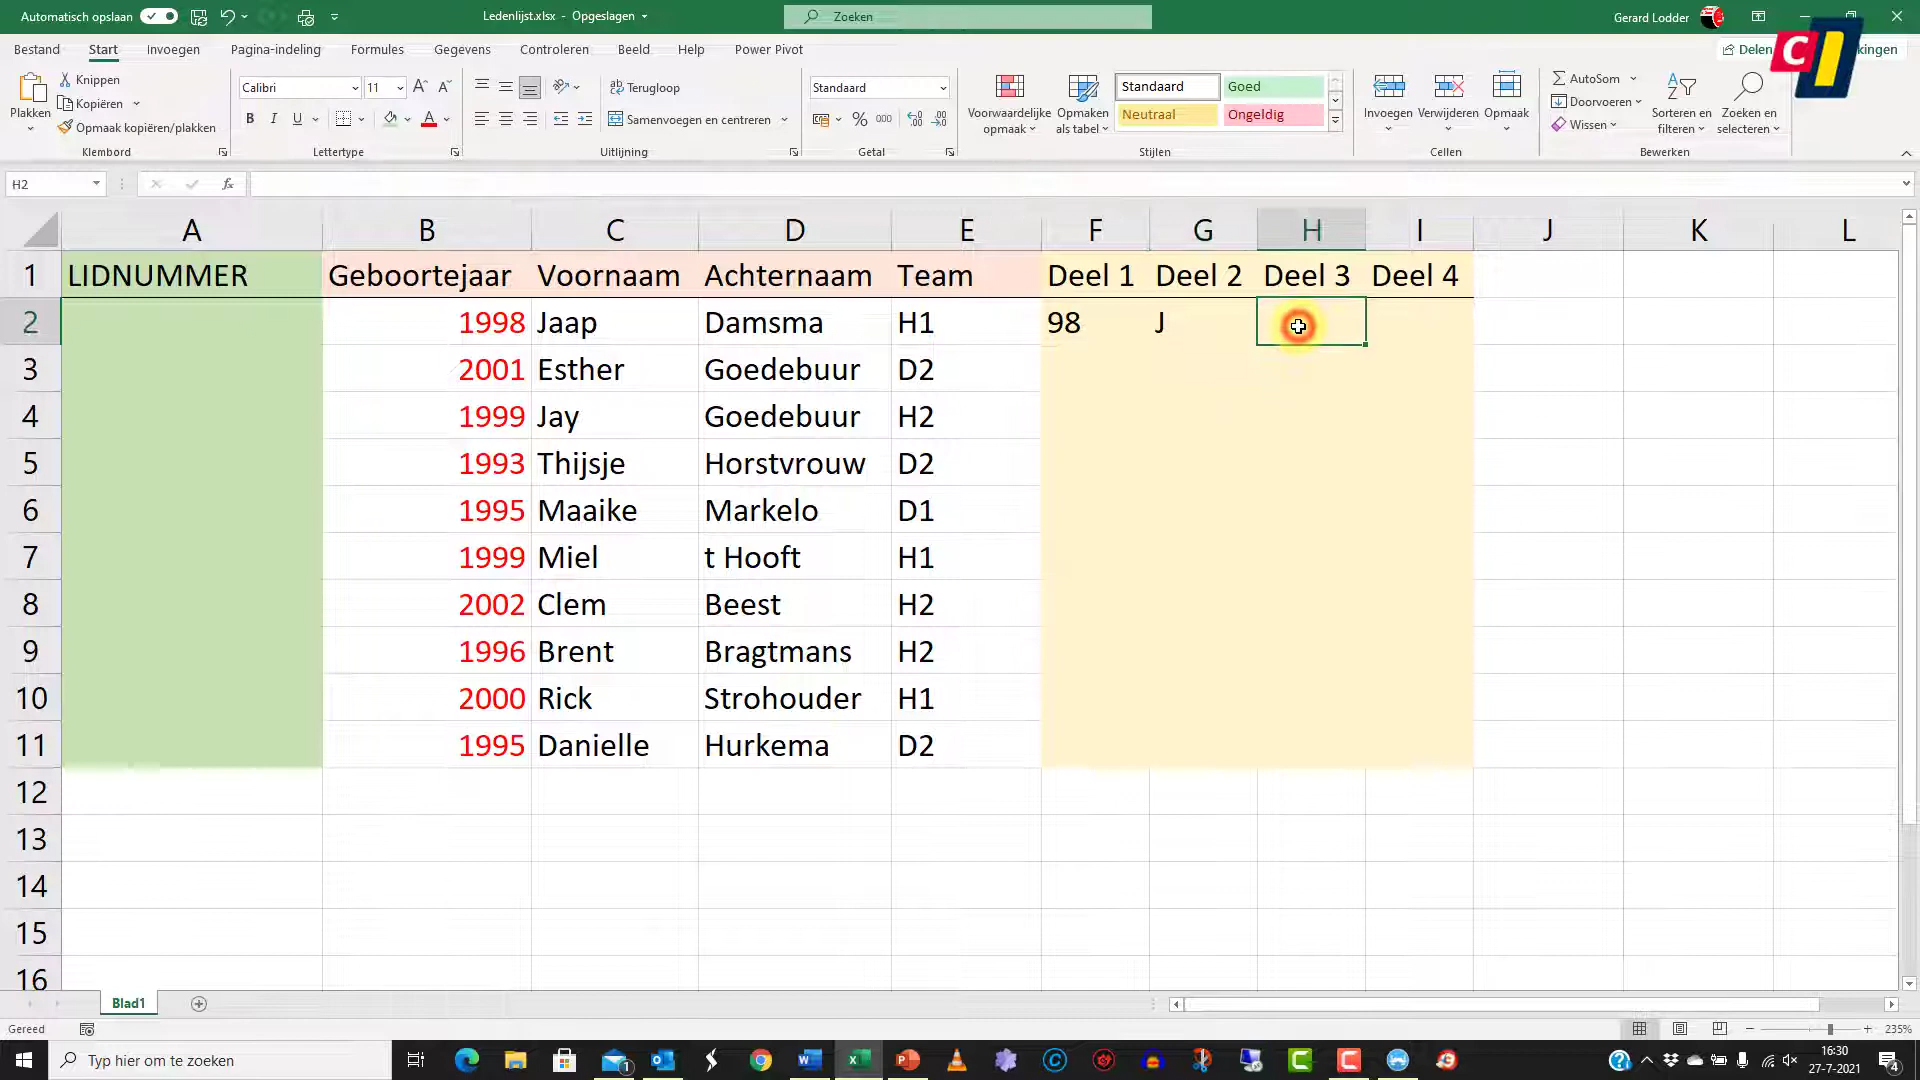 Automatisch opslaan
Ledenlijst.xlsx - Opgeslagen
Zoeken
Gerard Lodder
Bestand Start Invoegen Pagina-indeling Formules Gegevens Controleren Beeld Help Power Pivot
Delen
kingen
CI
Plakken
Knippen
Kopiëren
Opmaak kopiëren/plakken
Klembord
Calibri 11
B I U
Lettertype
Terugloop
Samenvoegen en centreren
Uitlijning
Standaard
% 000
Getal
Voorwaardelijke opmaak
Opmaken als tabel
Standaard Goed
Neutraal Ongeldig
Stijlen
Invoegen Verwijderen Opmaak
Cellen
AutoSom
Doorvoeren
Wissen
Sorteren en filteren
Zoeken en selecteren
Bewerken
H2 fx
A B C D E F G H I J K L
1 LIDNUMMER Geboortejaar Voornaam Achternaam Team Deel 1 Deel 2 Deel 3 Deel 4
2 1998 Jaap Damsma H1 98 J
3 2001 Esther Goedebuur D2
4 1999 Jay Goedebuur H2
5 1993 Thijsje Horstvrouw D2
6 1995 Maaike Markelo D1
7 1999 Miel t Hooft H1
8 2002 Clem Beest H2
9 1996 Brent Bragtmans H2
10 2000 Rick Strohouder H1
11 1995 Danielle Hurkema D2
12
13
14
15
16
Blad1
Gereed
235%
Typ hier om te zoeken
16:30
27-7-2021